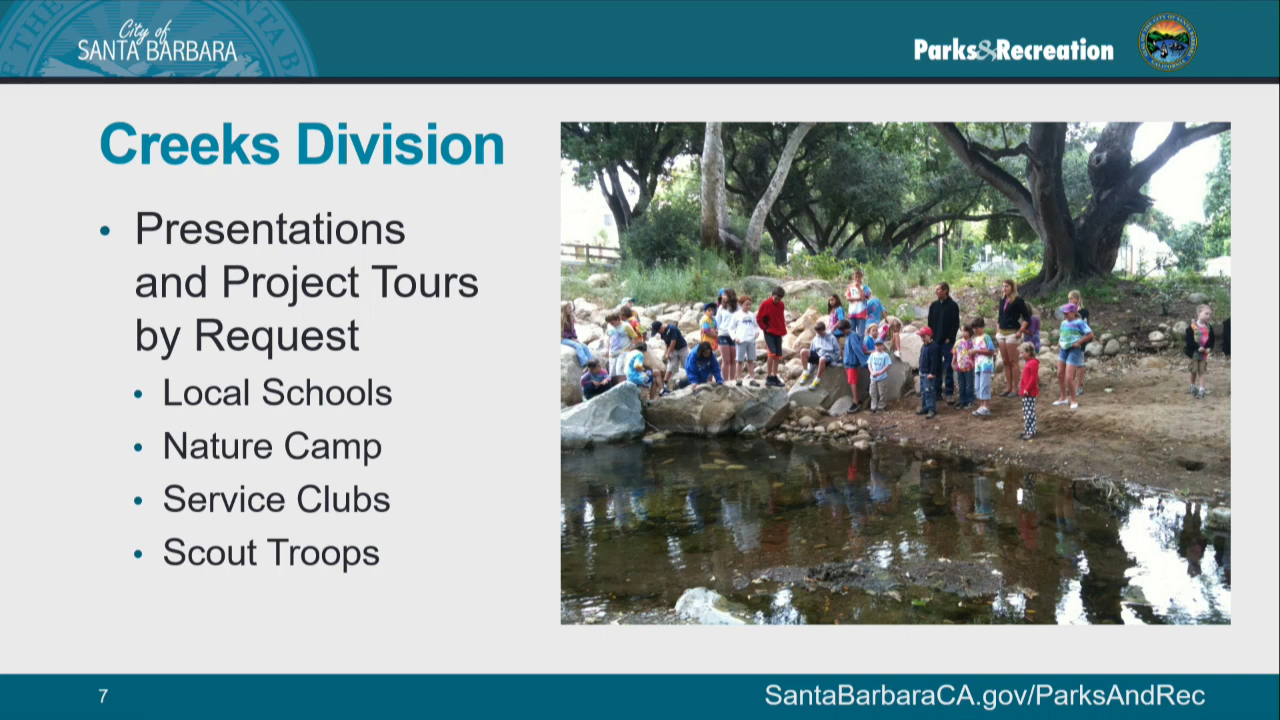 City of
SANTA BARBARA
Parks&Recreation
Creeks Division
• Presentations
and Project Tours
by Request
• Local Schools
• Nature Camp
• Service Clubs
• Scout Troops
7
SantaBarbaraCA.gov/ParksAndRec